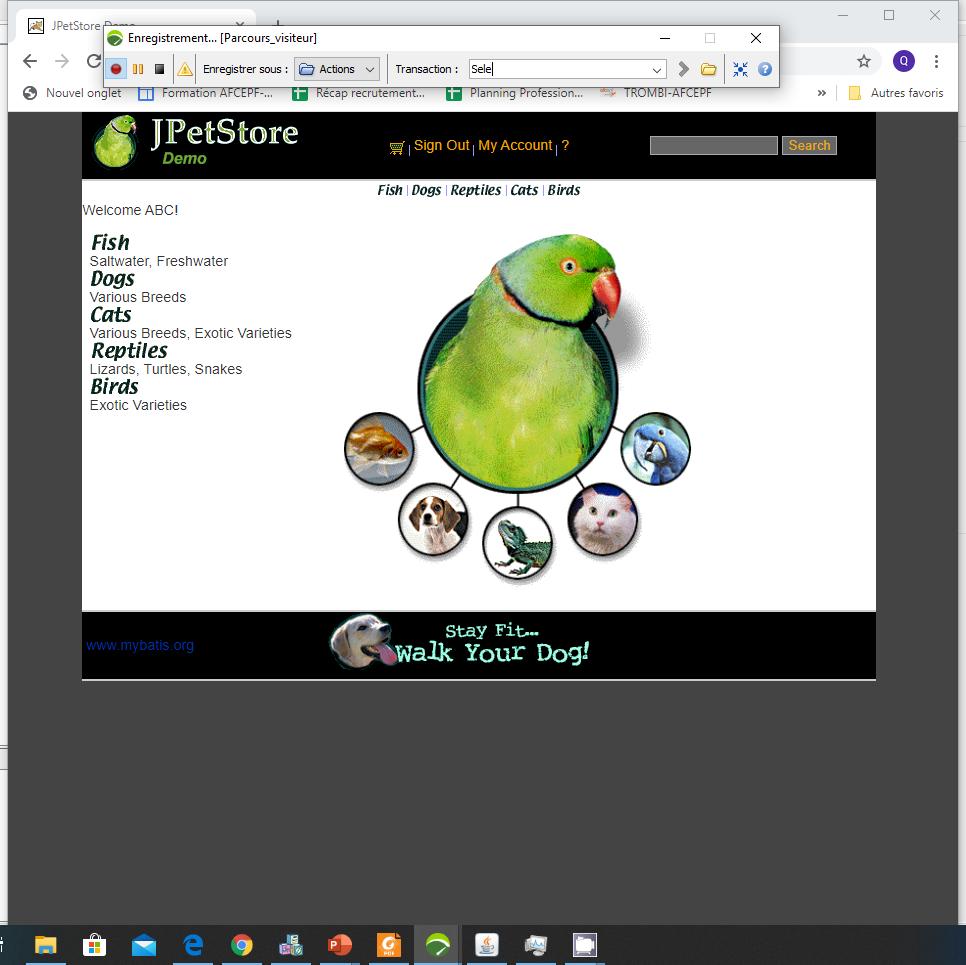 JPetStore Demo
Enregistrement... [Parcours_visiteur]
Enregistrer sous : Actions Transaction : Sele
Q
Nouvel onglet Formation AFCEPF-... Récap recrutement... Planning Profession... TROMBI-AFCEPF » Autres favoris
JPetStore
Demo
Sign Out | My Account | ?
Search
Fish | Dogs | Reptiles | Cats | Birds
Welcome ABC!
Fish
Saltwater, Freshwater
Dogs
Various Breeds
Cats
Various Breeds, Exotic Varieties
Reptiles
Lizards, Turtles, Snakes
Birds
Exotic Varieties
www.mybatis.org
Stay Fit...
Walk Your Dog!